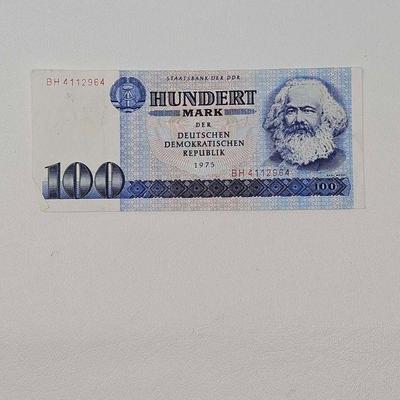 STAATSBANK DER DDR
BH 4112964
HUNDERT
MARK
DER
DEUTSCHEN
DEMOKRATISCHEN
REPUBLIK
1975
BH 4112964
100
100